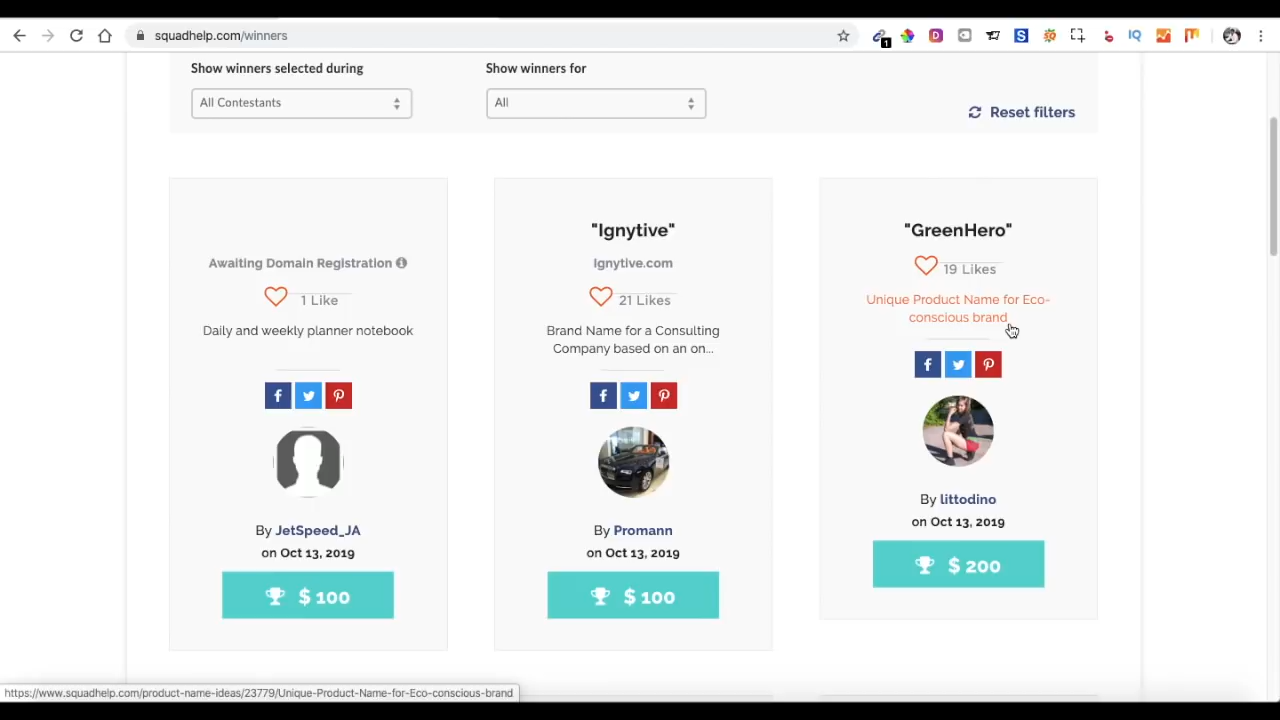 squadhelp.com/winners
1
Show winners selected during
Show winners for
All Contestants
All
Reset filters
Awaiting Domain Registration
1 Like
Daily and weekly planner notebook
By JetSpeed_JA
on Oct 13, 2019
$ 100
"Ignytive"
Ignytive.com
21 Likes
Brand Name for a Consulting
Company based on an on...
By Promann
on Oct 13, 2019
$ 100
"GreenHero"
19 Likes
Unique Product Name for Eco-
conscious brand
By littodino
on Oct 13, 2019
$ 200
https://www.squadhelp.com/product-name-ideas/23779/Unique-Product-Name-for-Eco-conscious-brand